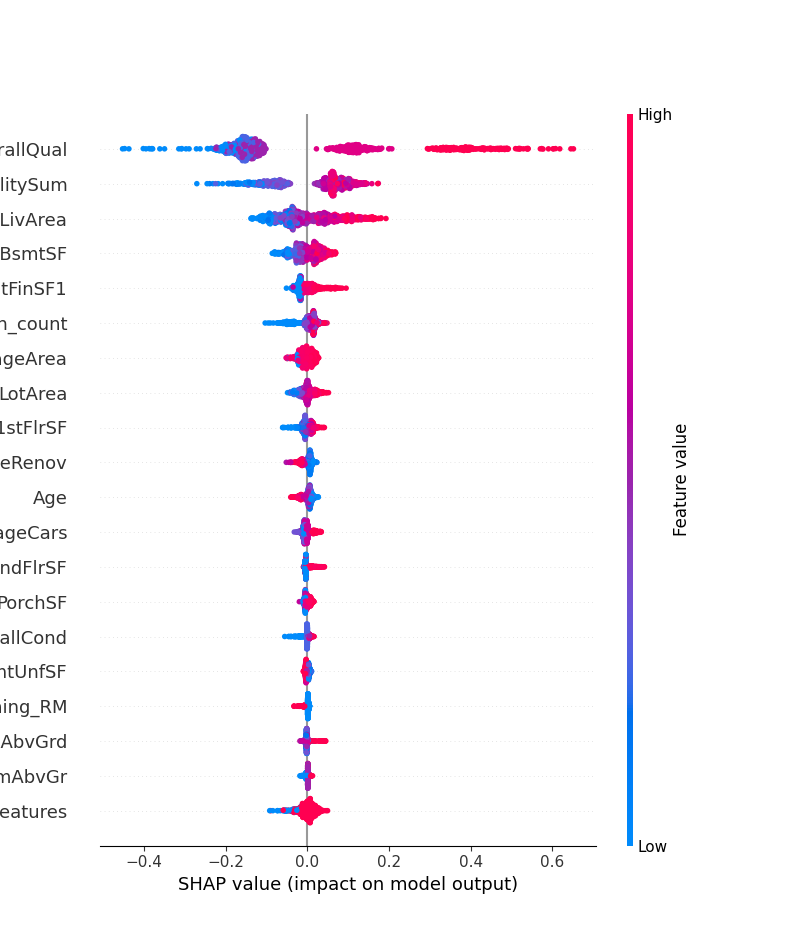 High
rallQual
litySum
LivArea
BsmtSF
tFinSF1
n_count
geArea
LotArea
1stFlrSF
eRenov
Age
ageCars
ndFlrSF
PorchSF
allCond
ntUnfSF
ning_RM
AbvGrd
mAbvGr
eatures
Low
−0.4 −0.2 0.0 0.2 0.4 0.6
SHAP value (impact on model output)
Feature value